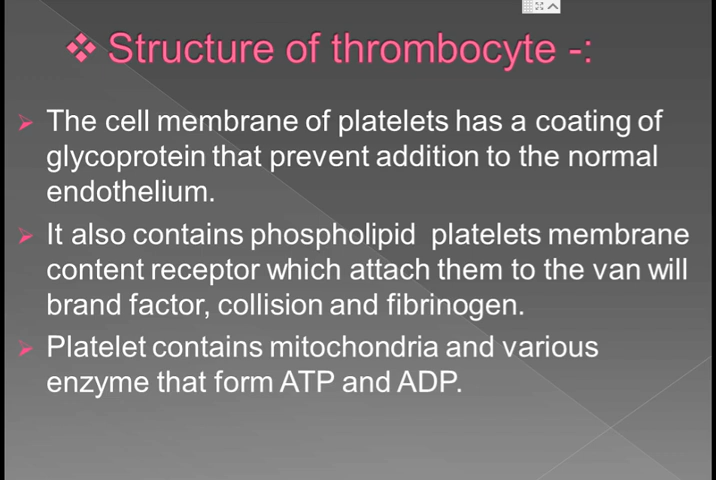 ❖ Structure of thrombocyte -:
➢ The cell membrane of platelets has a coating of
glycoprotein that prevent addition to the normal
endothelium.
➢ It also contains phospholipid platelets membrane
content receptor which attach them to the van will
brand factor, collision and fibrinogen.
➢ Platelet contains mitochondria and various
enzyme that form ATP and ADP.